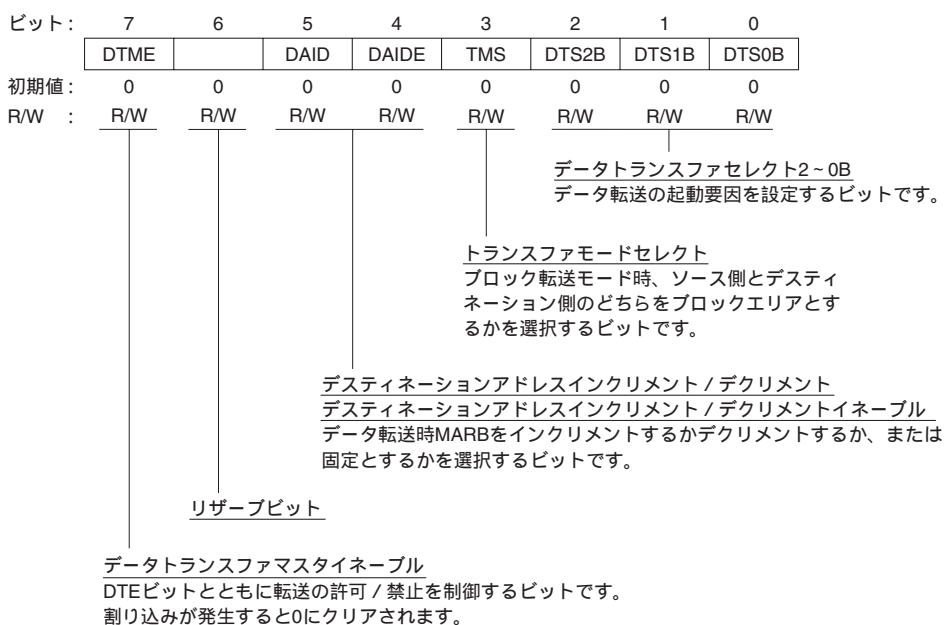 ビット: 7 6 5 4 3 2 1 0
DTME DAID DAIDE TMS DTS2B DTS1B DTS0B
初期値: 0 0 0 0 0 0 0 0
R/W : R/W R/W R/W R/W R/W R/W R/W R/W
データトランスファセレクト2~0B
データ転送の起動要因を設定するビットです。
トランスファモードセレクト
ブロック転送モード時、ソース側とデスティ
ネーション側のどちらをブロックエリアとす
るかを選択するビットです。
デスティネーションアドレスインクリメント / デクリメント
デスティネーションアドレスインクリメント / デクリメントイネーブル
データ転送時MARBをインクリメントするかデクリメントするか、または
固定とするかを選択するビットです。
リザーブビット
データトランスファマスタイネーブル
DTEビットとともに転送の許可 / 禁止を制御するビットです。
割り込みが発生すると0にクリアされます。